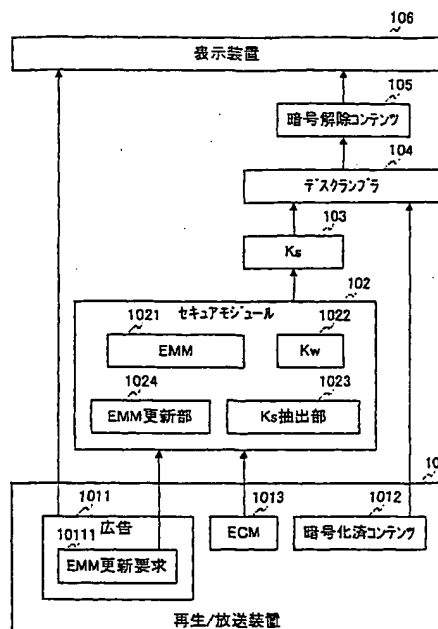 106
表示装置
105
暗号解除コンテンツ
104
デスクランブラ
103
Ks
102
セキュアモジュール
1021
EMM
1022
Kw
1024
EMM更新部
1023
Ks抽出部
10
1011
広告
10111
EMM更新要求
1013
ECM
1012
暗号化済コンテンツ
再生/放送装置